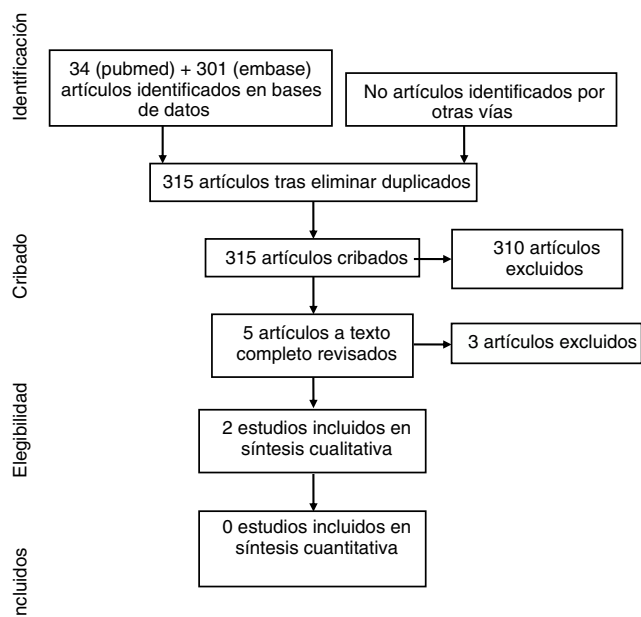 Identificación
34 (pubmed) + 301 (embase)
artículos identificados en bases
de datos
No artículos identificados por
otras vías
315 artículos tras eliminar duplicados
Cribado
315 artículos cribados
310 artículos
excluidos
5 artículos a texto
completo revisados
3 artículos excluidos
Elegibilidad
2 estudios incluidos en
síntesis cualitativa
ncluidos
0 estudios incluidos en
síntesis cuantitativa